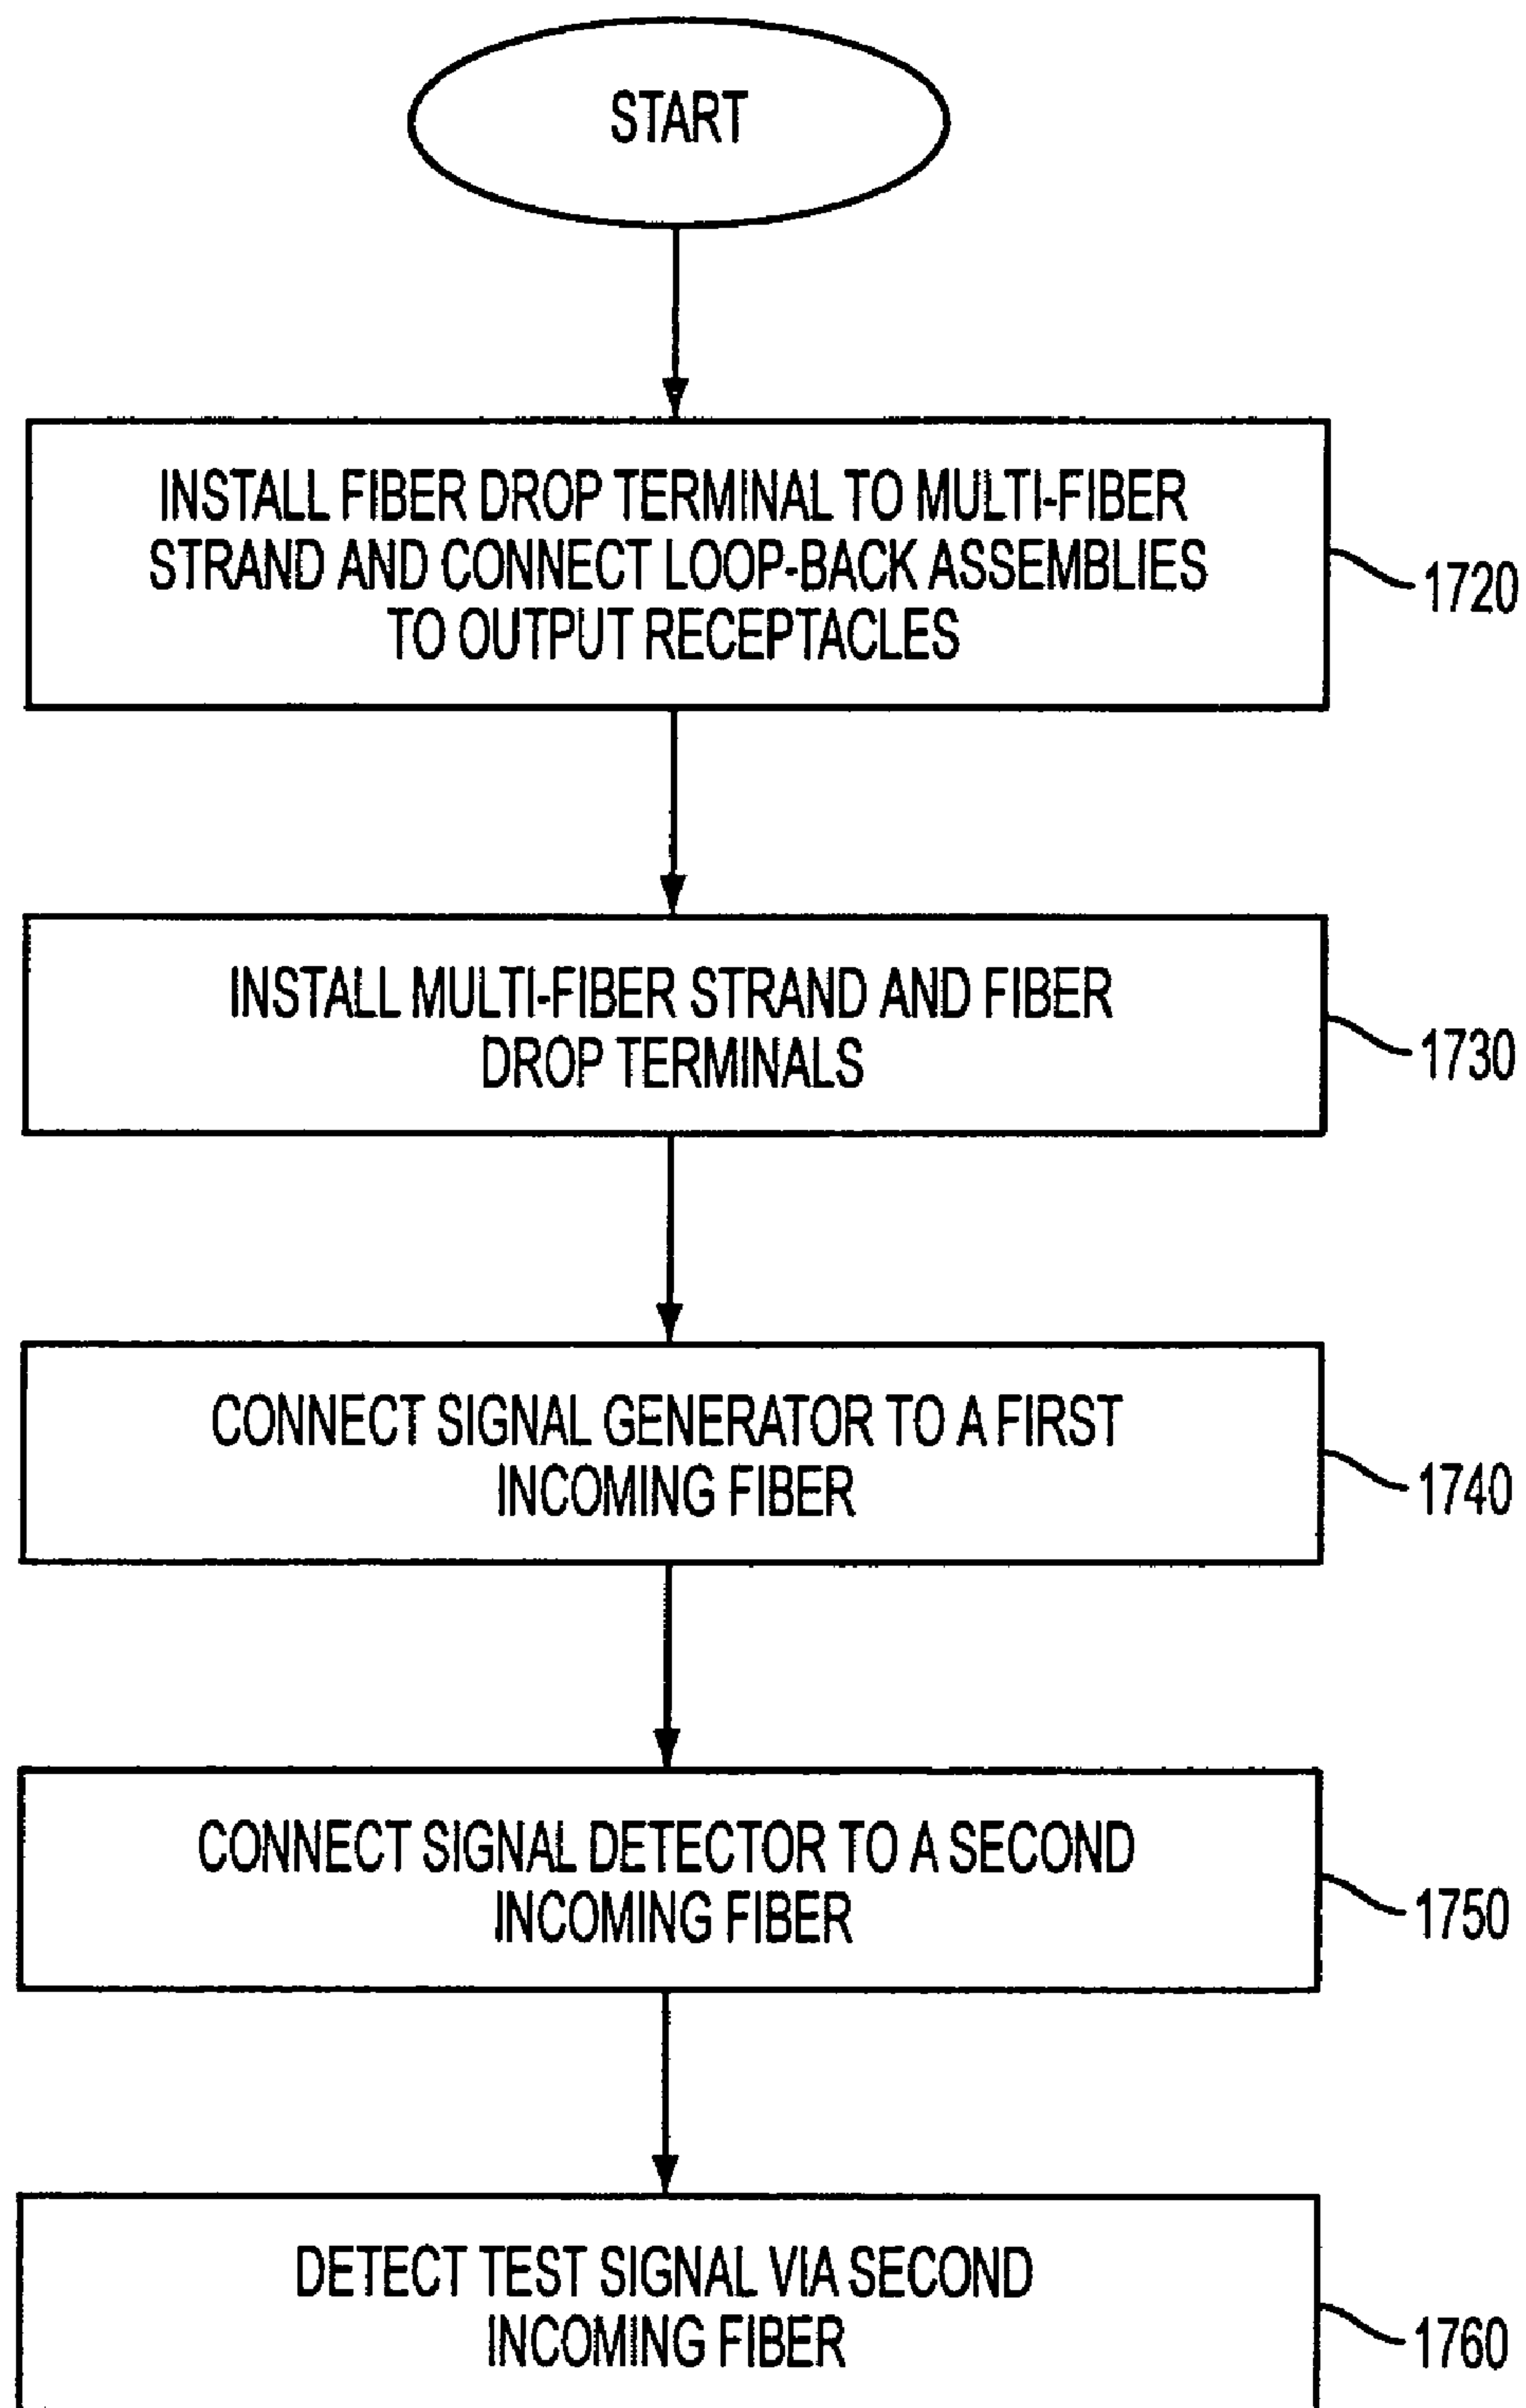 START
INSTALL FIBER DROP TERMINAL TO MULTI-FIBER
STRAND AND CONNECT LOOP-BACK ASSEMBLIES
TO OUTPUT RECEPTACLES
1720
INSTALL MULTI-FIBER STRAND AND FIBER
DROP TERMINALS
1730
CONNECT SIGNAL GENERATOR TO A FIRST
INCOMING FIBER
1740
CONNECT SIGNAL DETECTOR TO A SECOND
INCOMING FIBER
1750
DETECT TEST SIGNAL VIA SECOND
INCOMING FIBER
1760